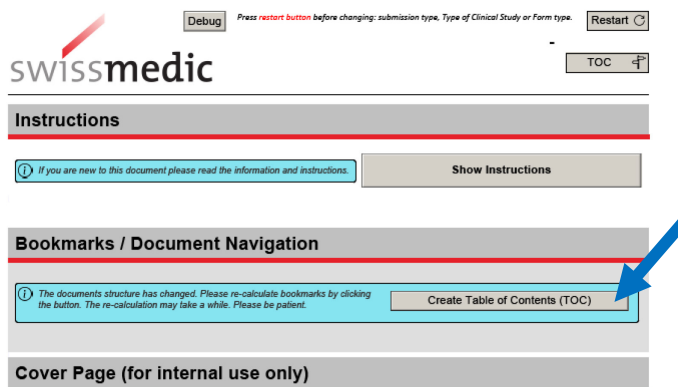 Debug
Press restart button before changing: submission type, Type of Clinical Study or Form type.
Restart
-
swissmedic
TOC
Instructions
If you are new to this document please read the information and instructions.
Show Instructions
Bookmarks / Document Navigation
The documents structure has changed. Please re-calculate bookmarks by clicking
the button. The re-calculation may take a while. Please be patient.
Create Table of Contents (TOC)
Cover Page (for internal use only)